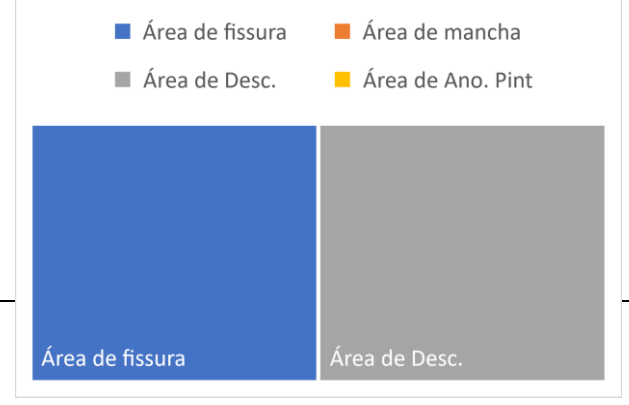 Área de fissura Área de mancha
Área de Desc. Área de Ano. Pint
Área de fissura Área de Desc.